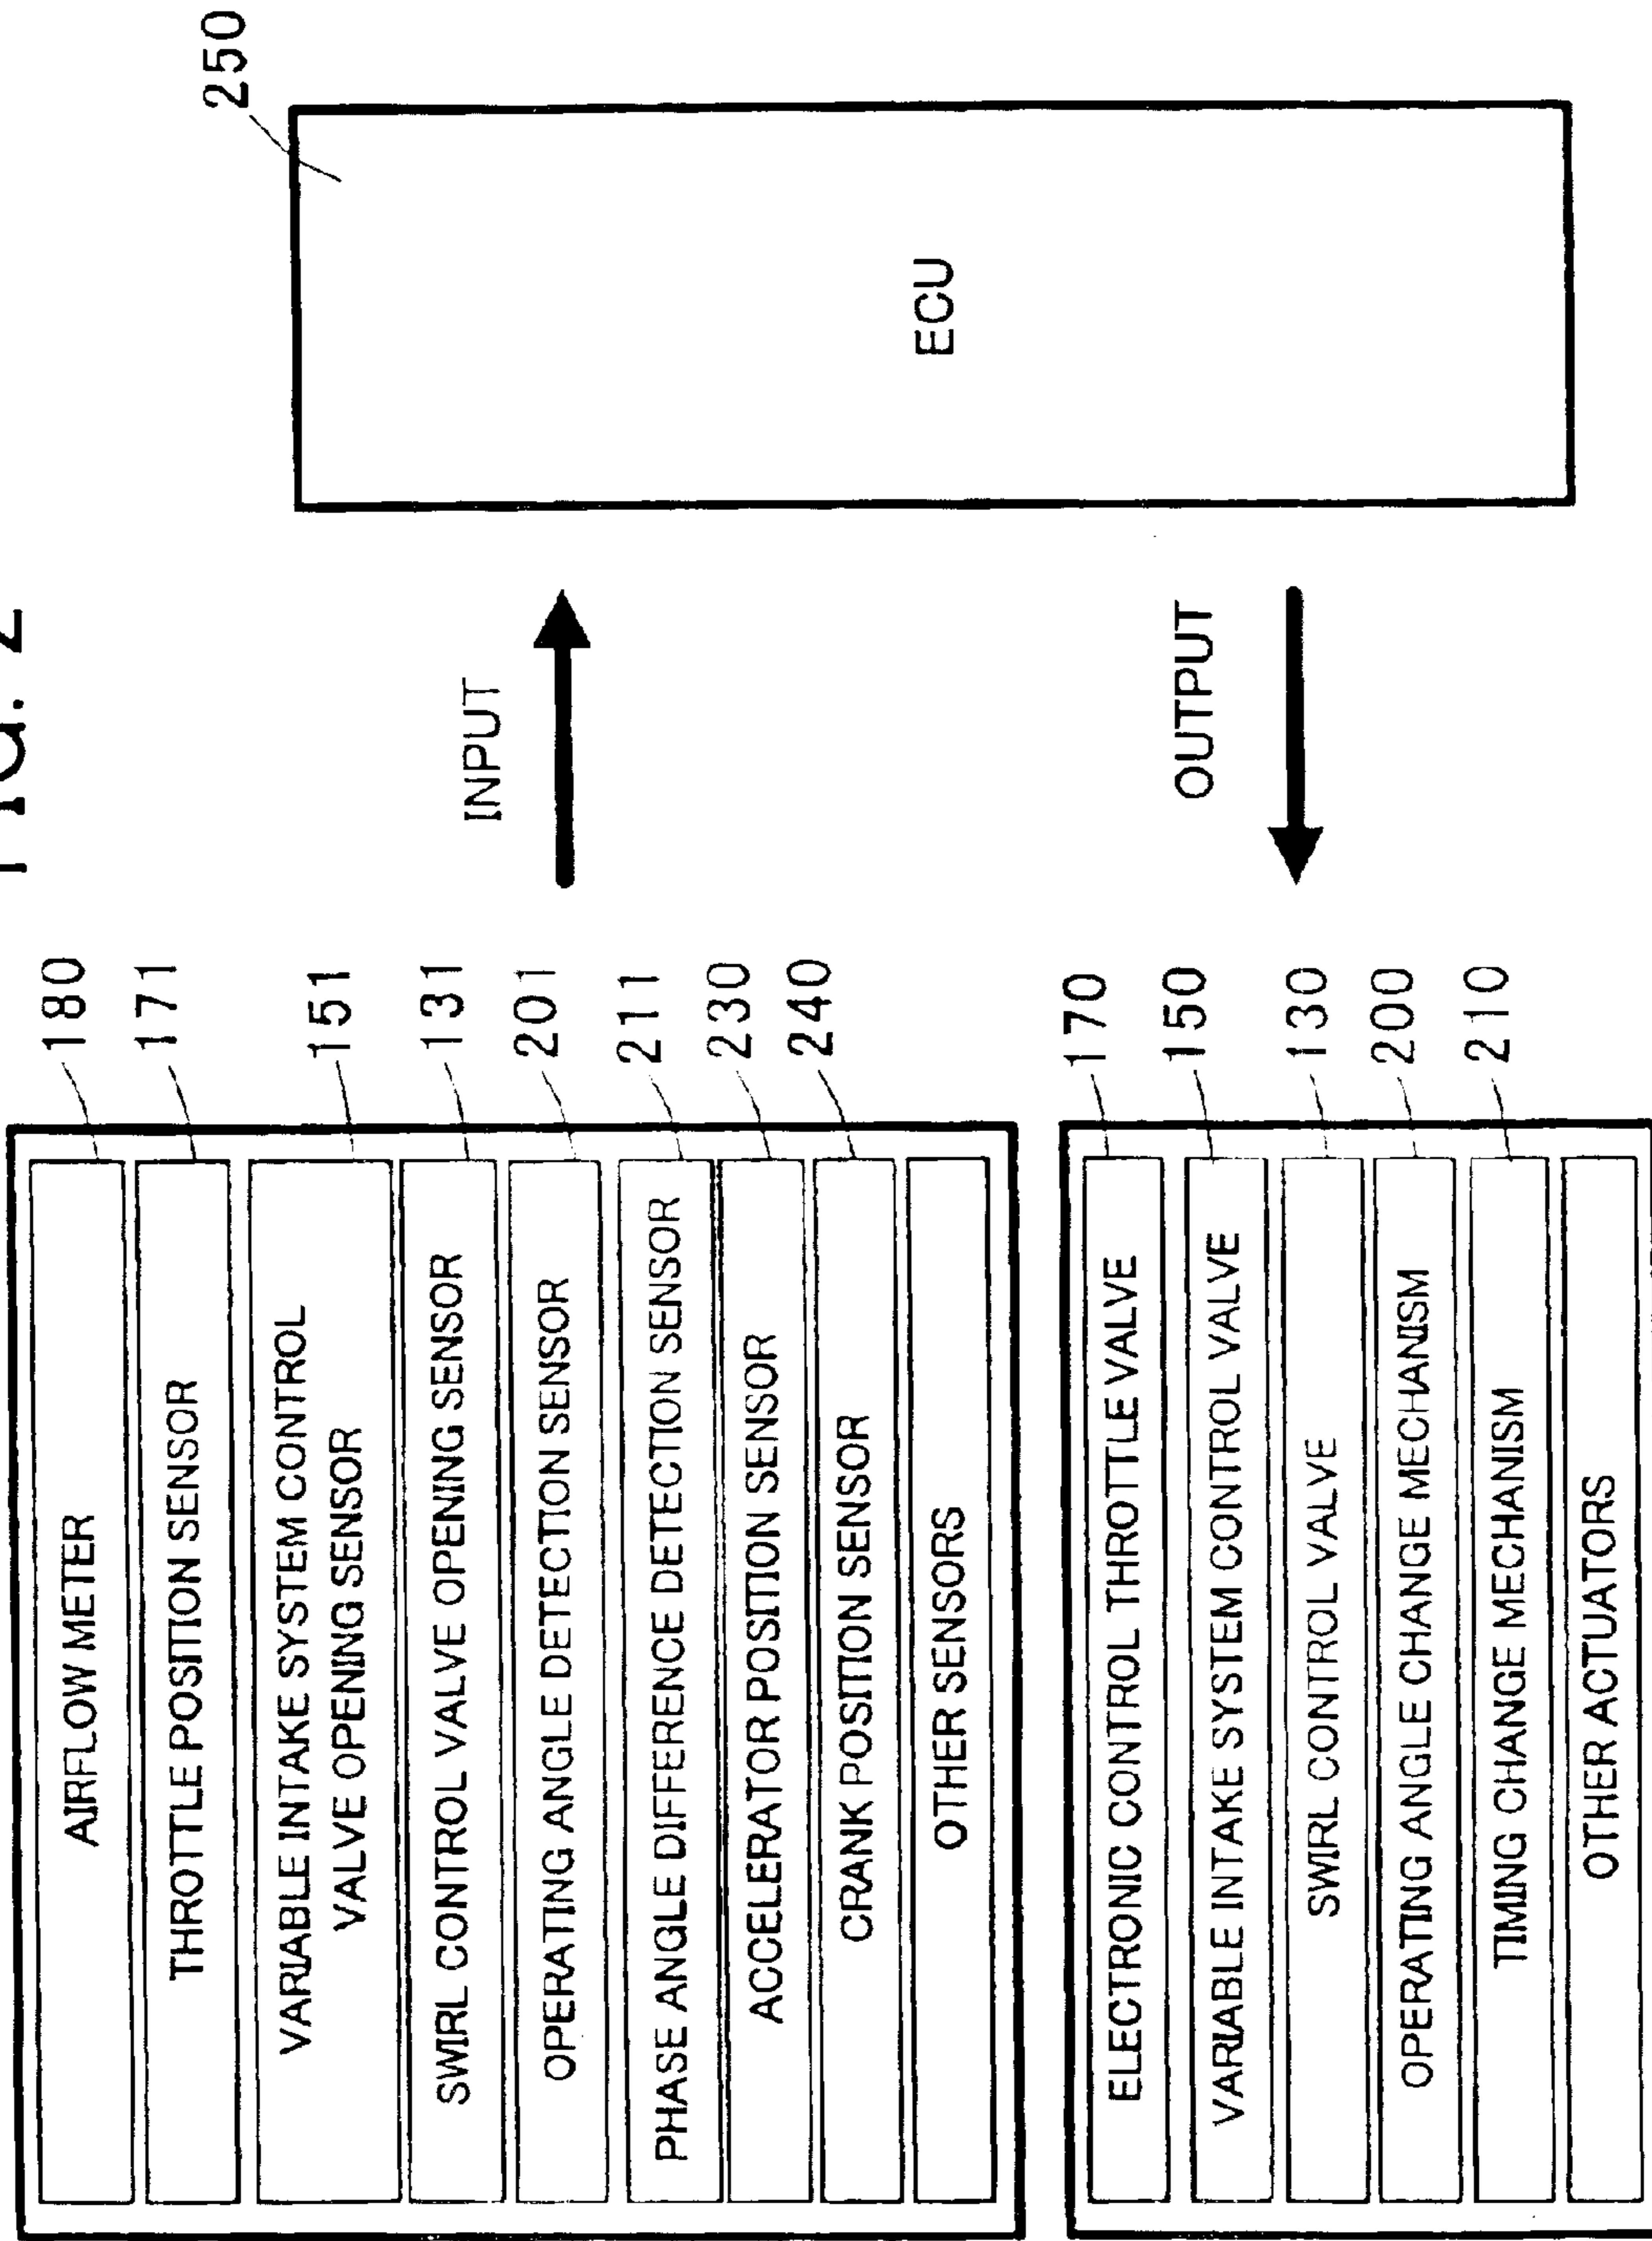 FIG. 2
AIRFLOW METER
180
THROTTLE POSITION SENSOR
171
VARIABLE INTAKE SYSTEM CONTROL
VALVE OPENING SENSOR
151
SWIRL CONTROL VALVE OPENING SENSOR
131
OPERATING ANGLE DETECTION SENSOR
201
PHASE ANGLE DIFFERENCE DETECTION SENSOR
211
ACCELERATOR POSITION SENSOR
230
CRANK POSITION SENSOR
240
OTHER SENSORS
INPUT
250
ECU
OUTPUT
ELECTRONIC CONTROL THROTTLE VALVE
170
VARIABLE INTAKE SYSTEM CONTROL VALVE
150
SWIRL CONTROL VALVE
130
OPERATING ANGLE CHANGE MECHANISM
200
TIMING CHANGE MECHANISM
210
OTHER ACTUATORS